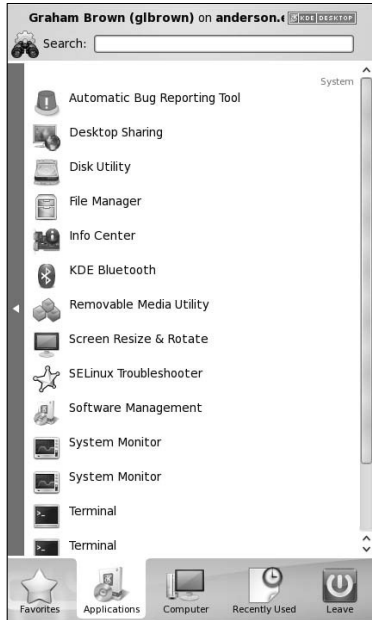 Graham Brown (glbrown) on anderson. KDE DESKTOP
Search:
System
Automatic Bug Reporting Tool
Desktop Sharing
Disk Utility
File Manager
Info Center
KDE Bluetooth
Removable Media Utility
Screen Resize & Rotate
SELinux Troubleshooter
Software Management
System Monitor
System Monitor
Terminal
Terminal
Favorites Applications Computer Recently Used Leave